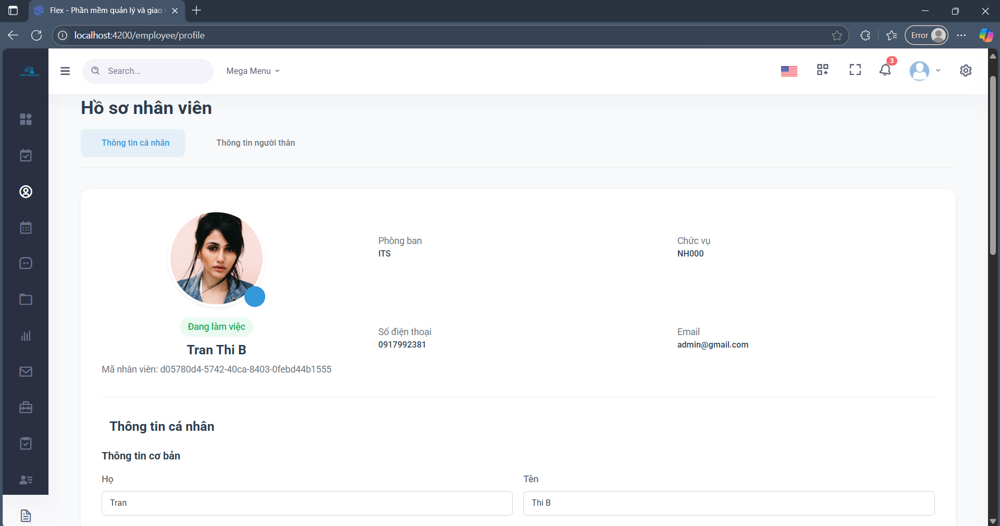 Flex - Phần mềm quản lý và giao
localhost:4200/employee/profile
Error
Search...
Mega Menu
3
Hồ sơ nhân viên
Thông tin cá nhân
Thông tin người thân
Phòng ban
ITS
Chức vụ
NH000
Đang làm việc
Tran Thi B
Mã nhân viên: d05780d4-5742-40ca-8403-0febd44b1555
Số điện thoại
0917992381
Email
admin@gmail.com
Thông tin cá nhân
Thông tin cơ bản
Họ
Tên
Tran
Thi B